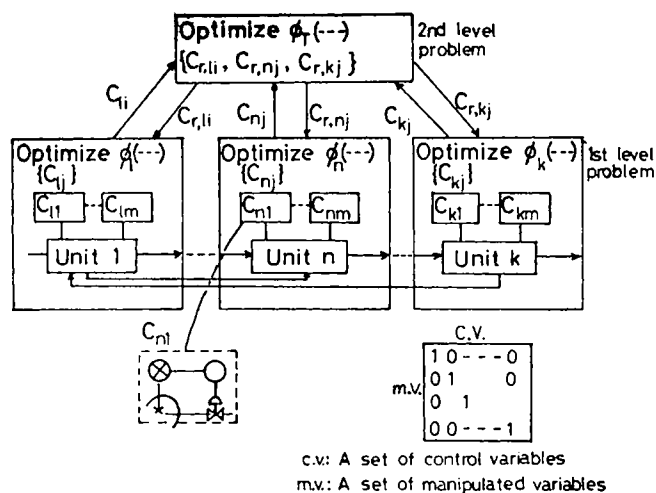 Optimize ϕT(---)
{Cr,li , Cr,nj , Cr,kj }
2nd level
problem
Cli
Cr,li
Cnj
Cr,nj
Ckj
Cr,kj
Optimize ϕl(---)
{Clj}
Cl1 Clm
Unit 1
Optimize ϕn(---)
{Cnj}
Cn1 Cnm
Unit n
Optimize ϕk(---)
{Ckj}
Ck1 Ckm
Unit k
1st level
problem
Cn1
C.V.
m.v.
1 0 - - - 0
0 1 0
0 1
0 0 - - - 1
c.v.: A set of control variables
m.v.: A set of manipulated variables